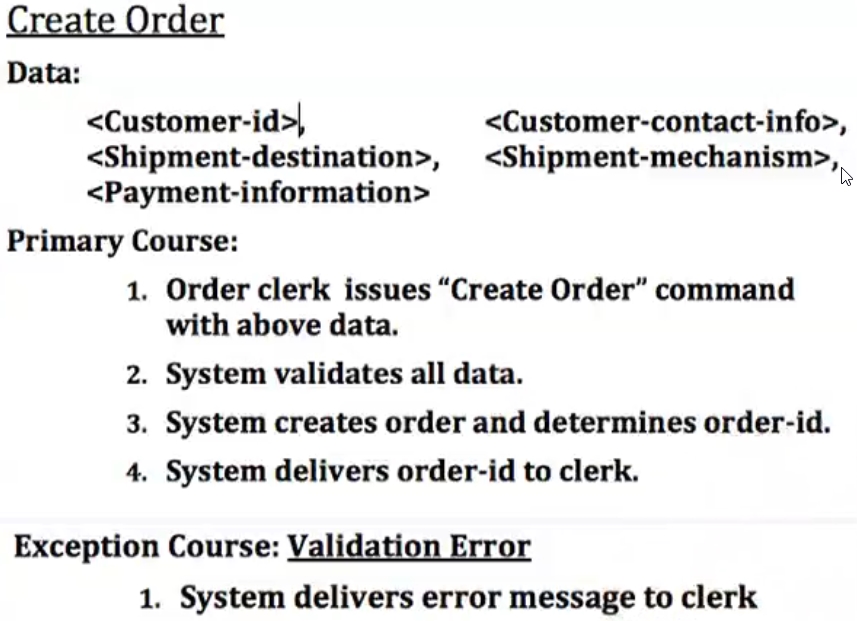 Create Order
Data:
<Customer-id>, <Customer-contact-info>,
<Shipment-destination>, <Shipment-mechanism>,
<Payment-information>
Primary Course:
1. Order clerk issues “Create Order” command
with above data.
2. System validates all data.
3. System creates order and determines order-id.
4. System delivers order-id to clerk.
Exception Course: Validation Error
1. System delivers error message to clerk